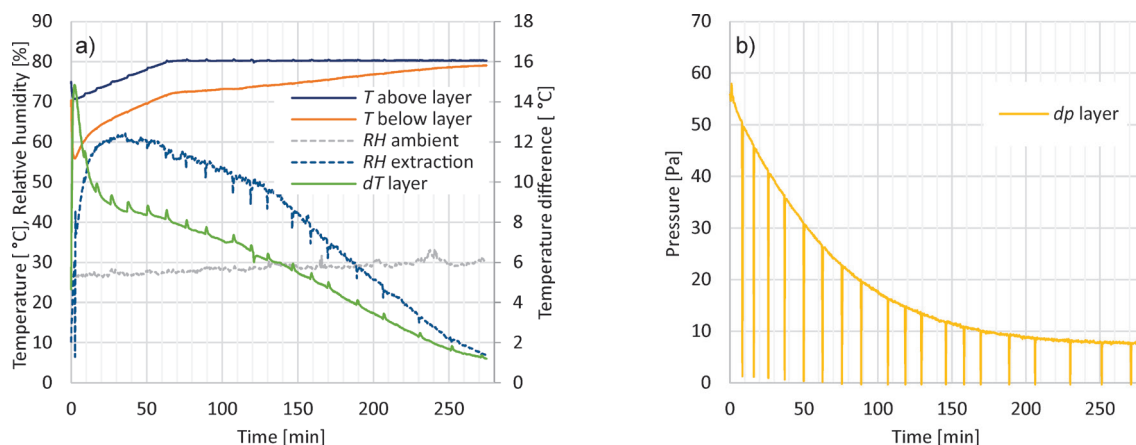 a)
Temperature [ °C], Relative humidity [%]
90
80
70
60
50
40
30
20
10
0
18
16
14
12
10
8
6
4
2
0
Temperature difference [ °C]
T above layer
T below layer
RH ambient
RH extraction
dT layer
0 50 100 150 200 250 300
Time [min]
b)
Pressure [Pa]
70
60
50
40
30
20
10
0
dp layer
0 50 100 150 200 250
Time [min]